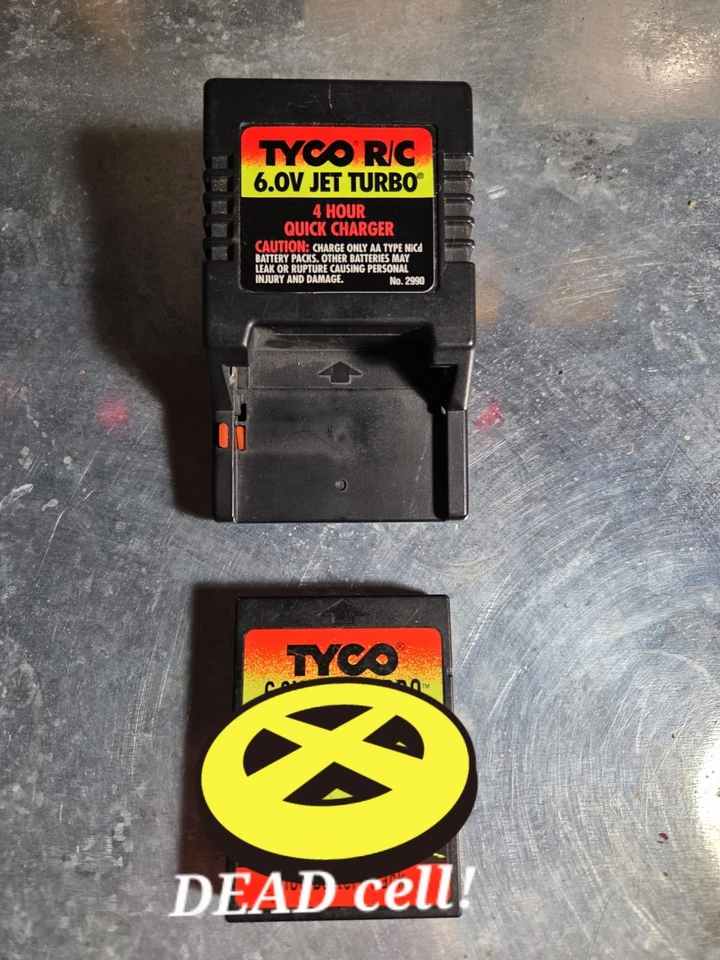 TYCO® R/C
6.0V JET TURBO®
4 HOUR
QUICK CHARGER
CAUTION: CHARGE ONLY AA TYPE NiCd
BATTERY PACKS. OTHER BATTERIES MAY
LEAK OR RUPTURE CAUSING PERSONAL
INJURY AND DAMAGE. No. 2990
TYCO®
DEAD cell!